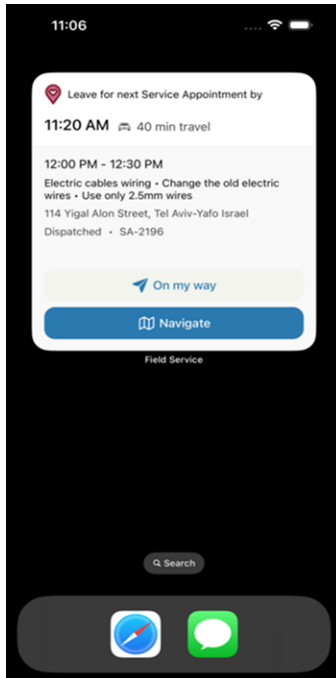 11:06
Leave for next Service Appointment by
11:20 AM 40 min travel
12:00 PM - 12:30 PM
Electric cables wiring • Change the old electric
wires • Use only 2.5mm wires
114 Yigal Alon Street, Tel Aviv-Yafo Israel
Dispatched • SA-2196
On my way
Navigate
Field Service
Search